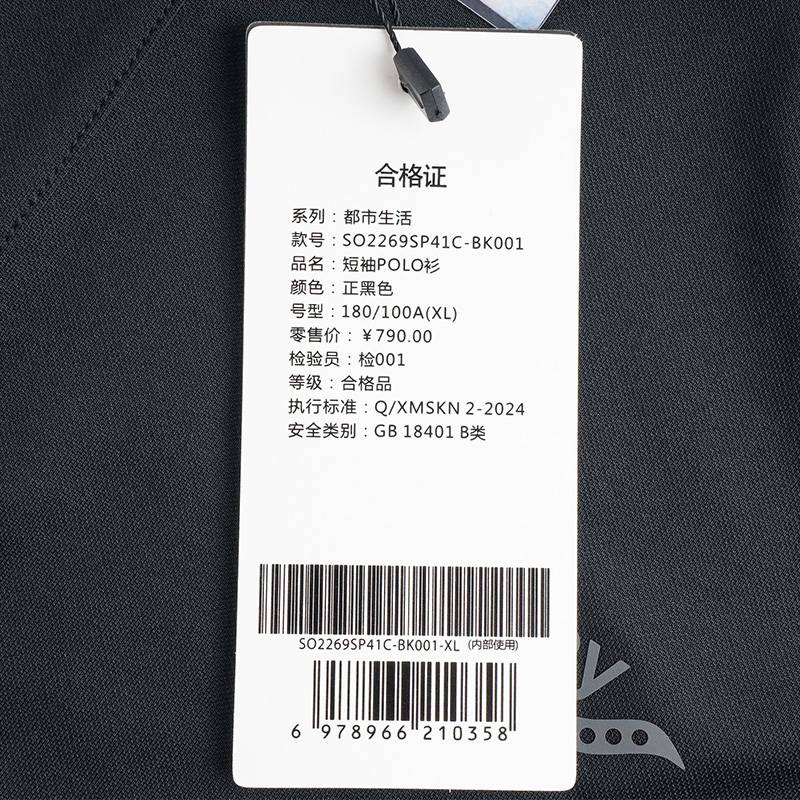 合格证
系列：都市生活
款号：SO2269SP41C-BK001
品名：短袖POLO衫
颜色：正黑色
号型：180/100A(XL)
零售价：￥790.00
检验员：检001
等级：合格品
执行标准：Q/XMSKN 2-2024
安全类别：GB 18401 B类
SO2269SP41C-BK001-XL (内部使用)
6 978966 210358